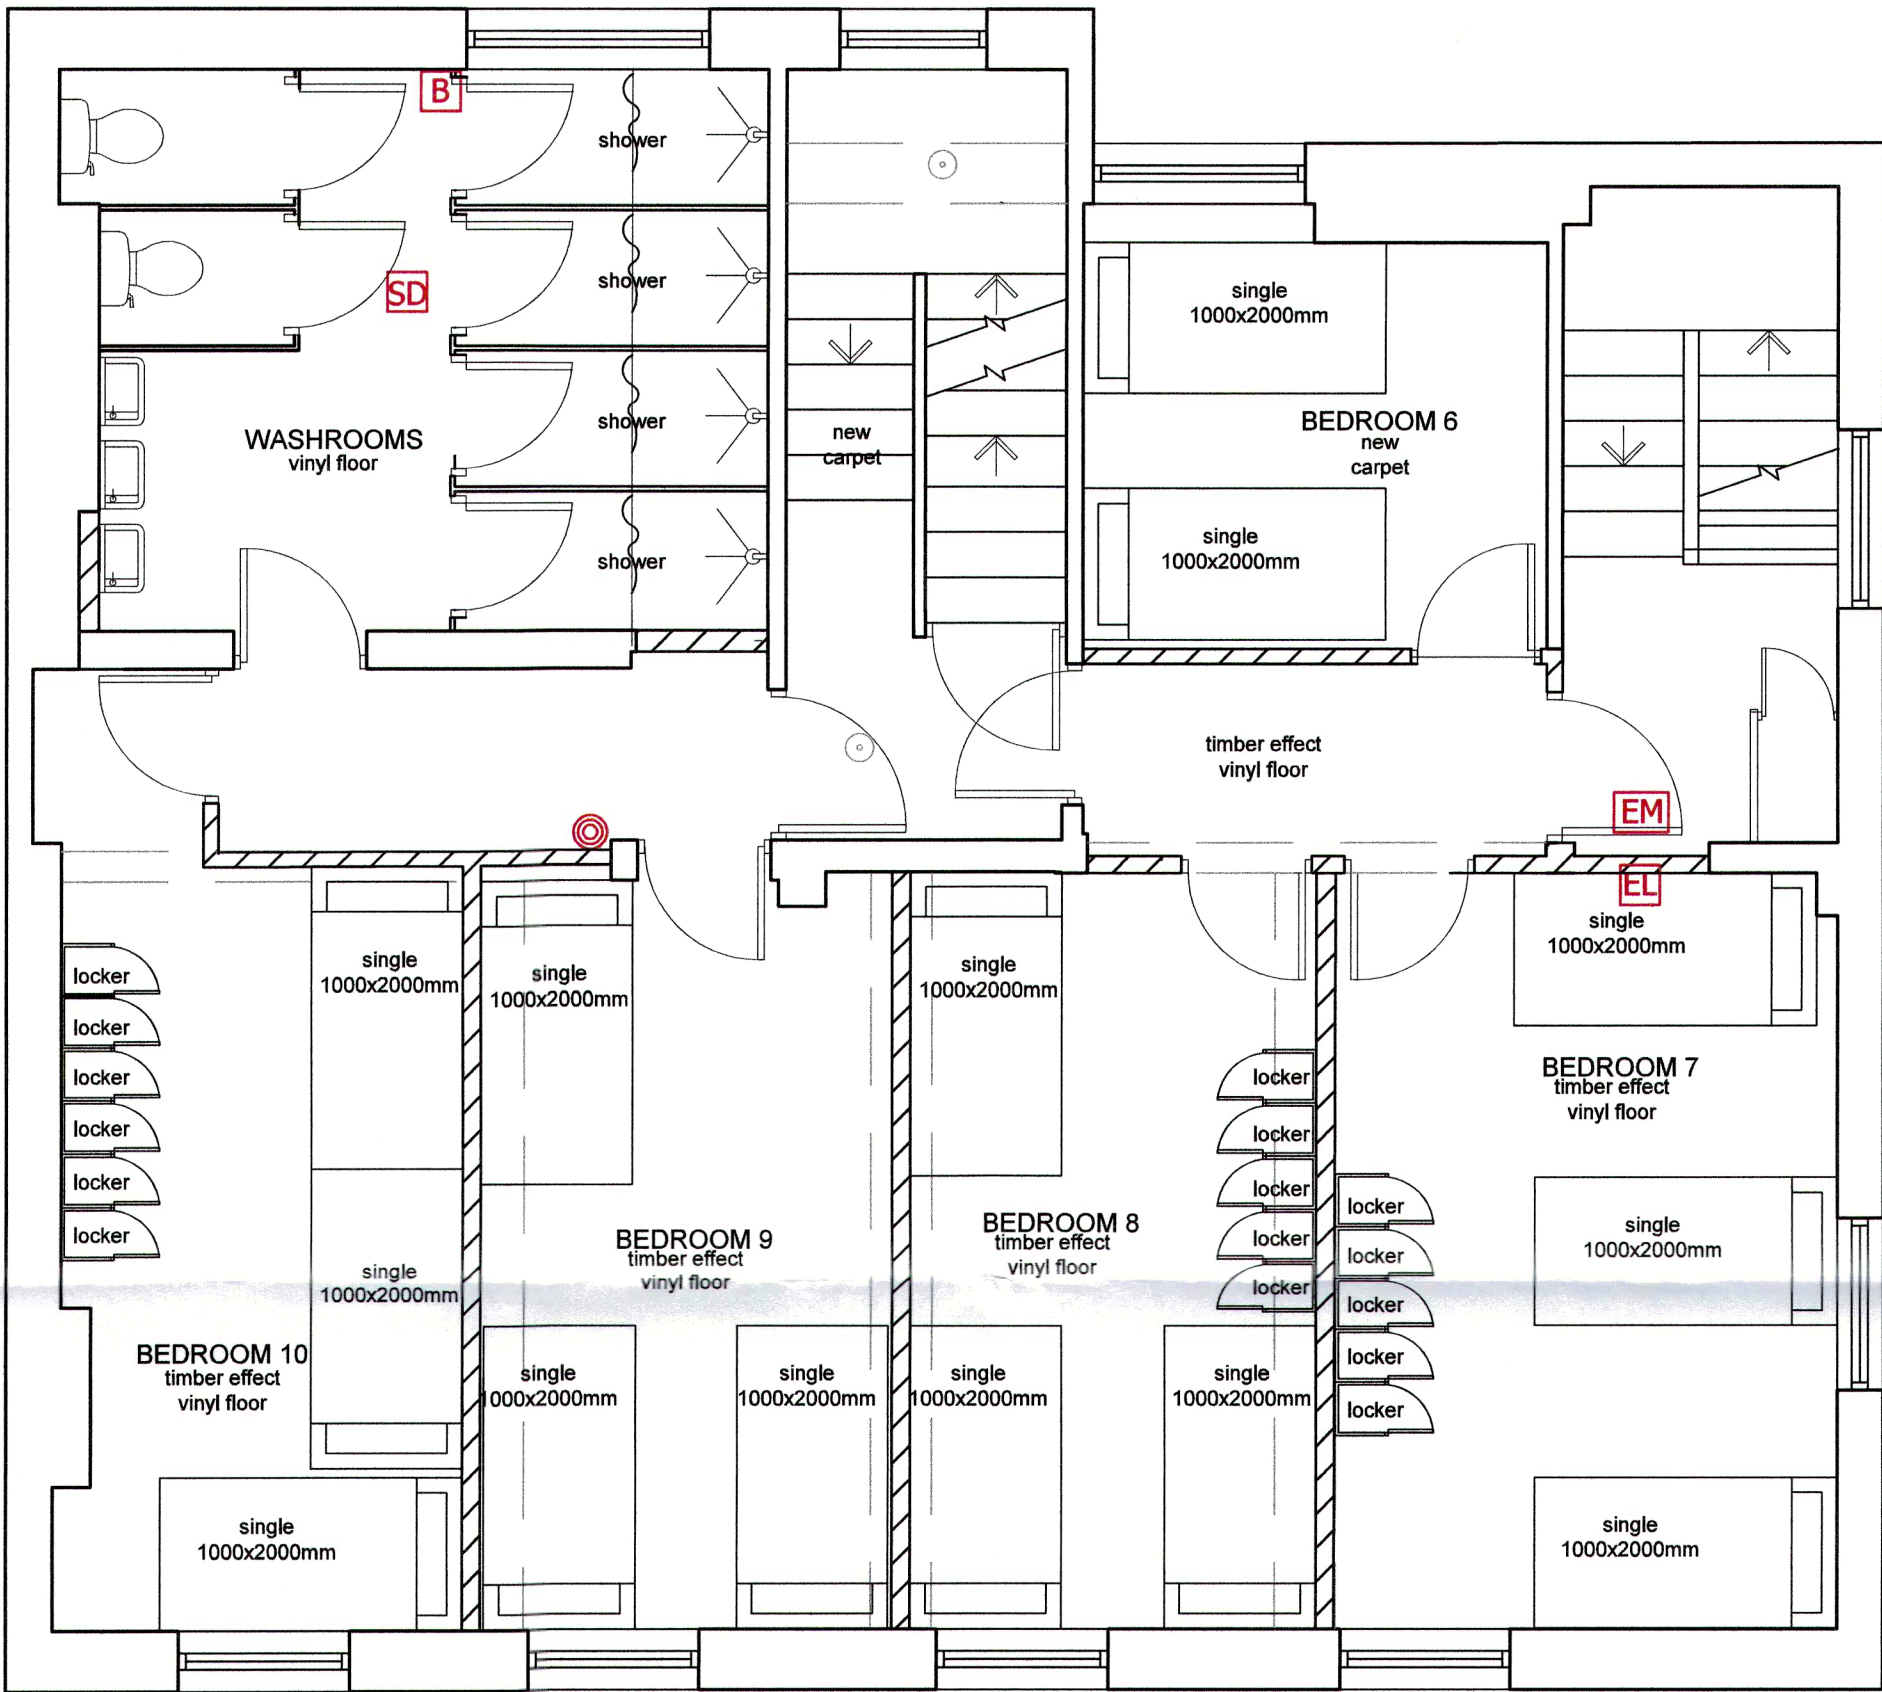 B
shower
SD
shower
WASHROOMS
vinyl floor
shower
shower
new
carpet
single
1000x2000mm
BEDROOM 6
new
carpet
single
1000x2000mm
timber effect
vinyl floor
EM
EL
single
1000x2000mm
BEDROOM 7
timber effect
vinyl floor
locker
locker
locker
locker
locker
single
1000x2000mm
single
1000x2000mm
single
1000x2000mm
locker
locker
locker
locker
locker
BEDROOM 8
timber effect
vinyl floor
single
1000x2000mm
single
1000x2000mm
single
1000x2000mm
BEDROOM 9
timber effect
vinyl floor
single
1000x2000mm
single
1000x2000mm
locker
locker
locker
locker
locker
locker
single
1000x2000mm
single
1000x2000mm
BEDROOM 10
timber effect
vinyl floor
single
1000x2000mm